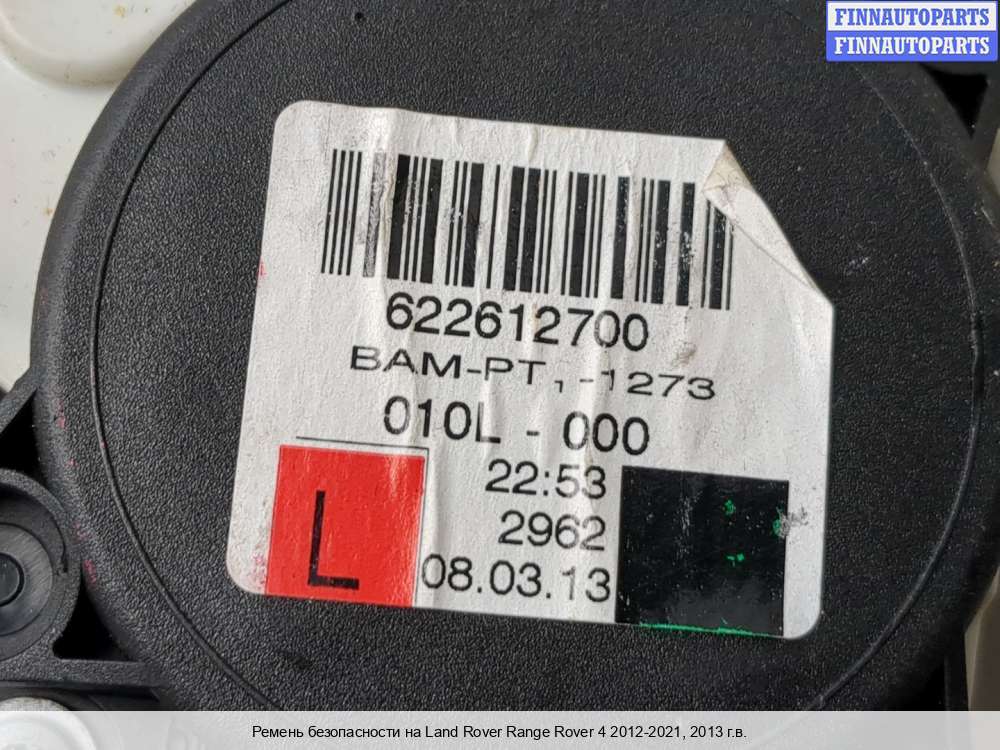 FINNAUTOPARTS
FINNAUTOPARTS
622612700
BAM-PT1-1273
010L - 000
22:53
2962
08.03.13
L
Ремень безопасности на Land Rover Range Rover 4 2012-2021, 2013 г.в.